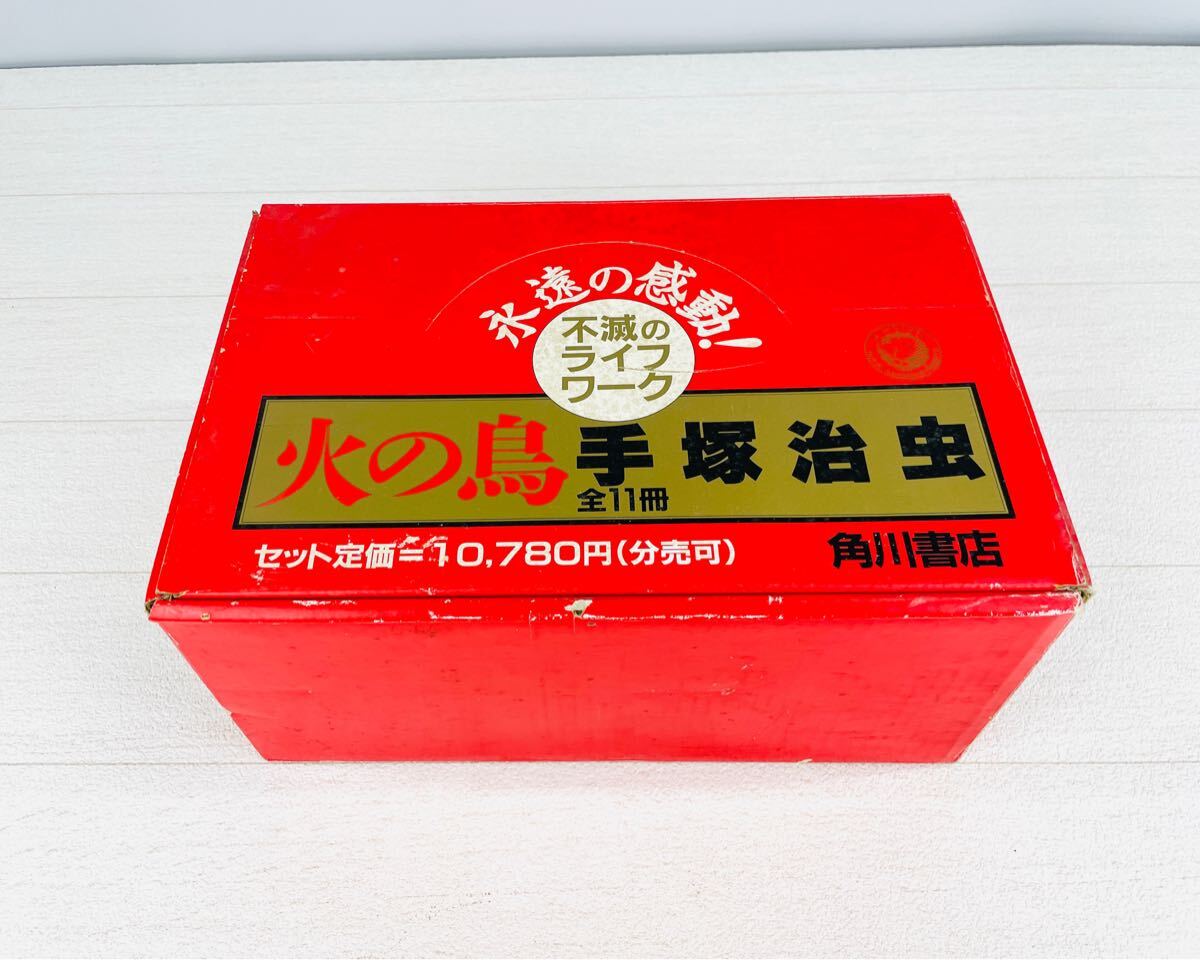 永遠の感動!
不滅の
ライフ
ワーク
火の鳥 手塚治虫
全11冊
セット定価=10,780円(分売可)
角川書店